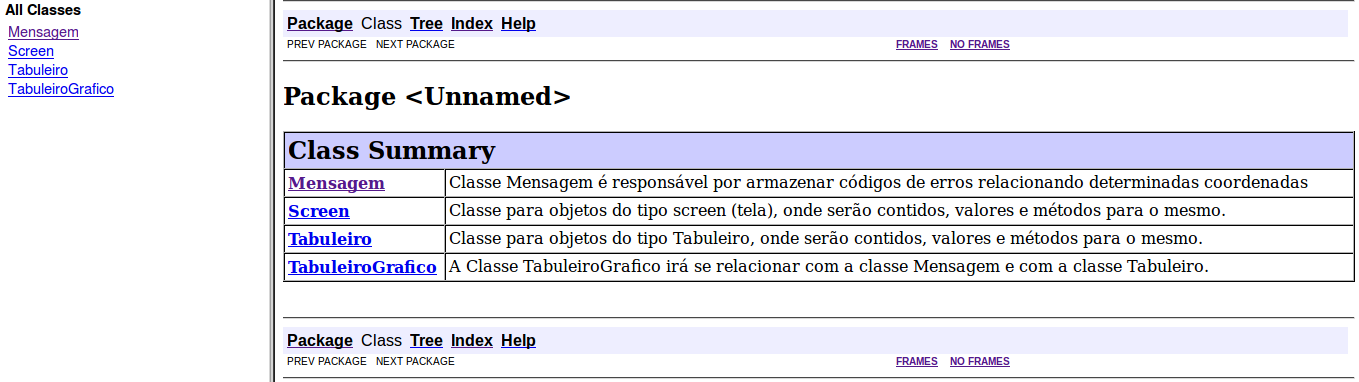 All Classes
Mensagem
Screen
Tabuleiro
TabuleiroGrafico
Package Class Tree Index Help
PREV PACKAGE NEXT PACKAGE FRAMES NO FRAMES
Package <Unnamed>
Class Summary
Mensagem Classe Mensagem é responsável por armazenar códigos de erros relacionando determinadas coordenadas
Screen Classe para objetos do tipo screen (tela), onde serão contidos, valores e métodos para o mesmo.
Tabuleiro Classe para objetos do tipo Tabuleiro, onde serão contidos, valores e métodos para o mesmo.
TabuleiroGrafico A Classe TabuleiroGrafico irá se relacionar com a classe Mensagem e com a classe Tabuleiro.
Package Class Tree Index Help
PREV PACKAGE NEXT PACKAGE FRAMES NO FRAMES